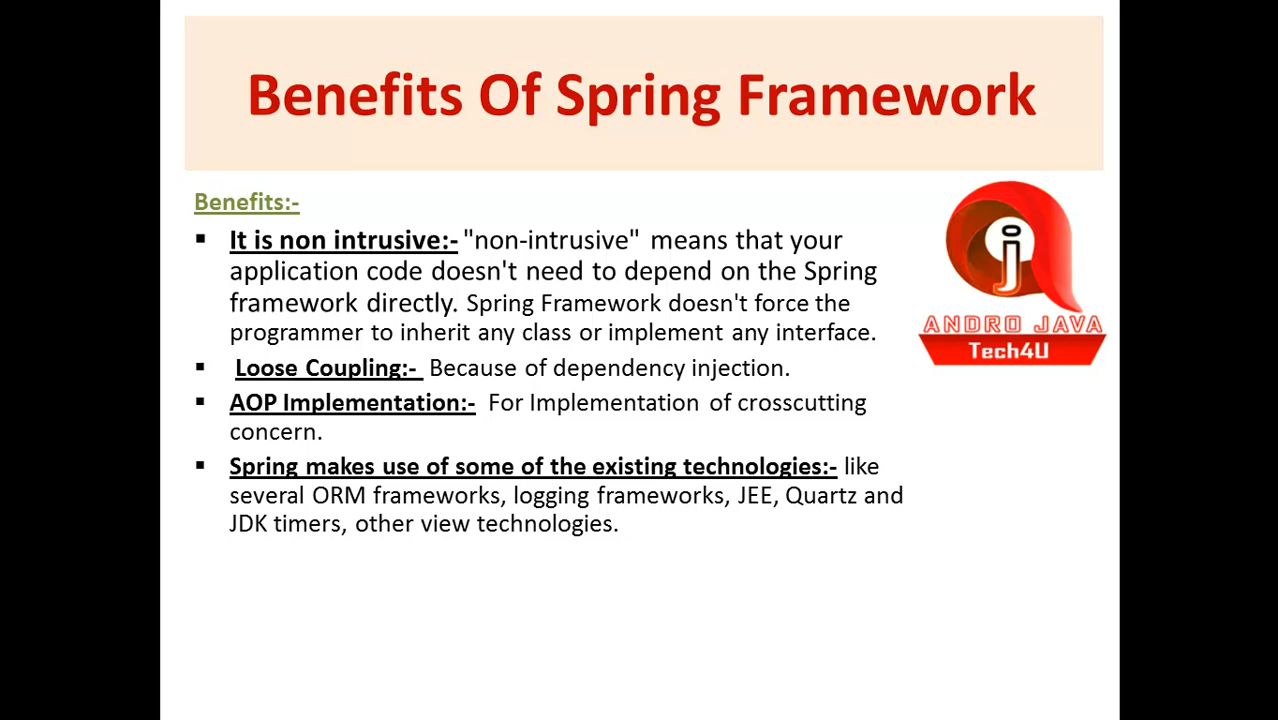 Benefits Of Spring Framework
Benefits:-
▪ It is non intrusive:- "non-intrusive" means that your
application code doesn't need to depend on the Spring
framework directly. Spring Framework doesn't force the
programmer to inherit any class or implement any interface.
▪ Loose Coupling:- Because of dependency injection.
▪ AOP Implementation:- For Implementation of crosscutting
concern.
▪ Spring makes use of some of the existing technologies:- like
several ORM frameworks, logging frameworks, JEE, Quartz and
JDK timers, other view technologies.
j
ANDRO JAVA
Tech4U